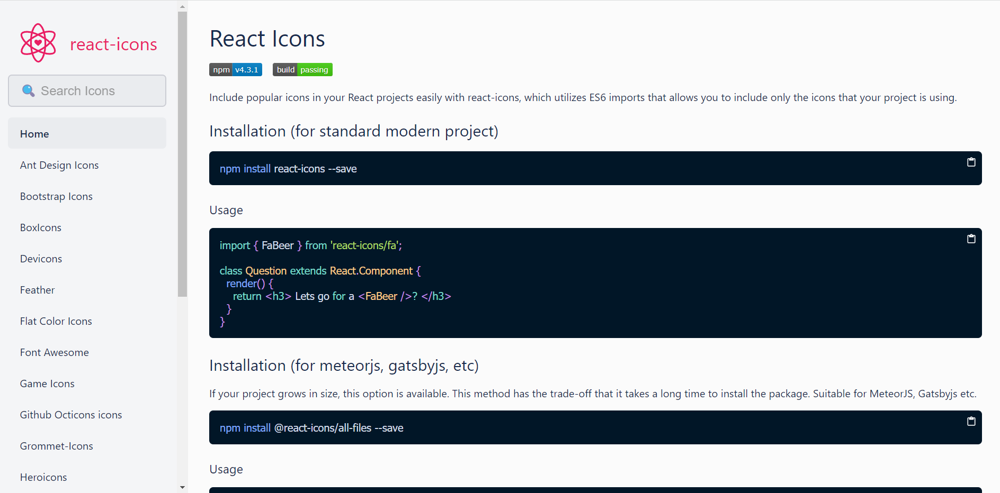 react-icons
Search Icons
Home
Ant Design Icons
Bootstrap Icons
BoxIcons
Devicons
Feather
Flat Color Icons
Font Awesome
Game Icons
Github Octicons icons
Grommet-Icons
Heroicons
React Icons
npm v4.3.1 build passing
Include popular icons in your React projects easily with react-icons, which utilizes ES6 imports that allows you to include only the icons that your project is using.
Installation (for standard modern project)
npm install react-icons --save
Usage
import { FaBeer } from 'react-icons/fa';
class Question extends React.Component {
render() {
return <h3> Lets go for a <FaBeer />? </h3>
}
}
Installation (for meteorjs, gatsbyjs, etc)
If your project grows in size, this option is available. This method has the trade-off that it takes a long time to install the package. Suitable for MeteorJS, Gatsbyjs etc.
npm install @react-icons/all-files --save
Usage